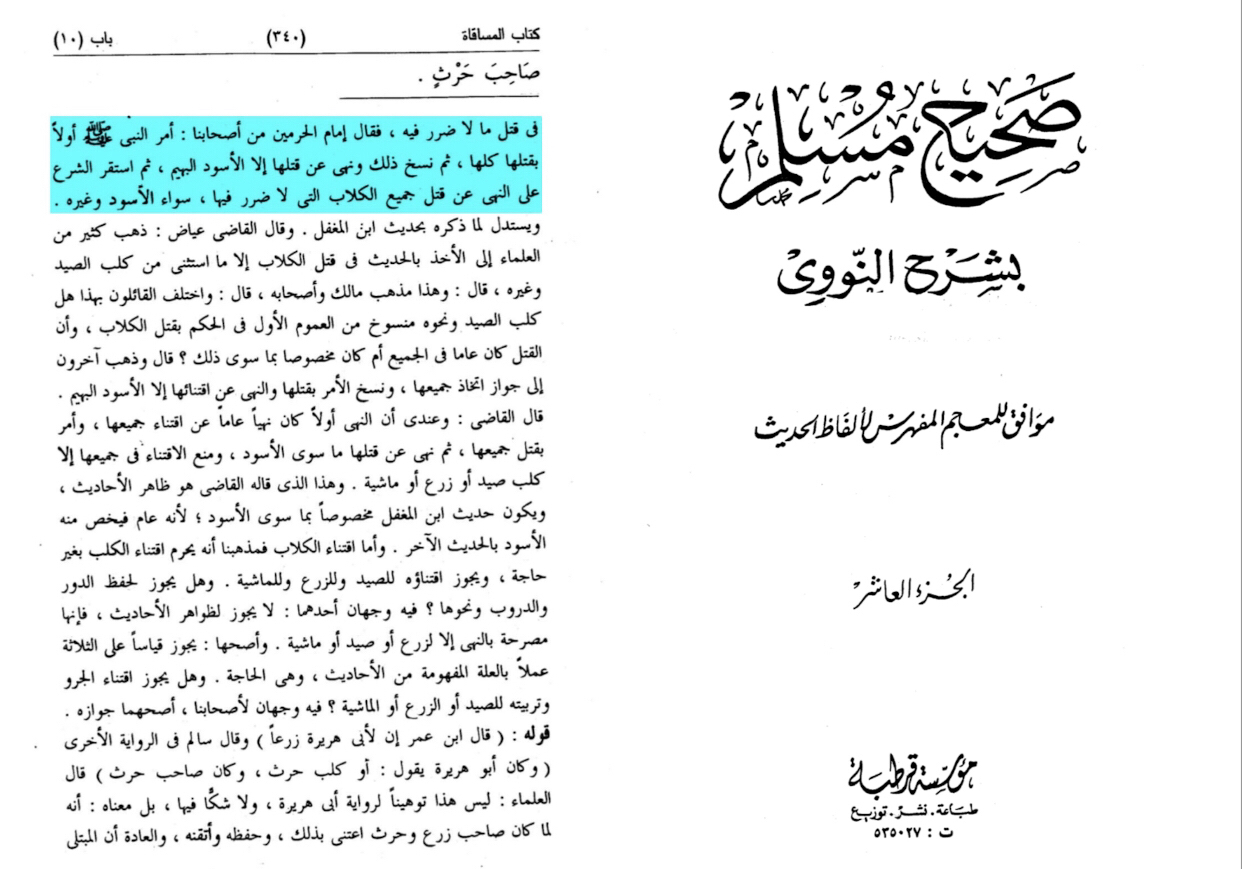 كتاب المساقاة (٣٤٠) باب (١٠)
صَاحِبَ حَرْثٍ .
فى قتل ما لا ضرر فيه ، فقال إمام الحرمين من أصحابنا : أمر النبى ﷺ أولاً
بقتلها كلها ، ثم نسخ ذلك ونهى عن قتلها إلا الأسود البهيم ، ثم استقر الشرع
على النهى عن قتل جميع الكلاب التى لا ضرر فيها ، سواء الأسود وغيره .
ويستدل لما ذكره بحديث ابن المغفل . وقال القاضى عياض : ذهب كثير من
العلماء إلى الأخذ بالحديث فى قتل الكلاب إلا ما استثنى من كلب الصيد
وغيره ، قال : وهذا مذهب مالك وأصحابه ، قال : واختلف القائلون بهذا هل
كلب الصيد ونحوه منسوخ من العموم الأول فى الحكم بقتل الكلاب ، وأن
القتل كان عاما فى الجميع أم كان مخصوصا بما سوى ذلك ؟ قال وذهب آخرون
إلى جواز اتخاذ جميعها ، ونسخ الأمر بقتلها والنهى عن اقتنائها إلا الأسود البهيم .
قال القاضى : وعندى أن النهى أولاً كان نهياً عاماً عن اقتناء جميعها ، وأمر
بقتل جميعها ، ثم نهى عن قتلها ما سوى الأسود ، ومنع الاقتناء فى جميعها إلا
كلب صيد أو زرع أو ماشية . وهذا الذى قاله القاضى هو ظاهر الأحاديث ،
ويكون حديث ابن المغفل مخصوصاً بما سوى الأسود ؛ لأنه عام فيخص منه
الأسود بالحديث الآخر . وأما اقتناء الكلاب فمذهبنا أنه يحرم اقتناء الكلب بغير
حاجة ، ويجوز اقتناؤه للصيد وللزرع وللماشية . وهل يجوز لحفظ الدور
والدروب ونحوها ؟ فيه وجهان أحدهما : لا يجوز لظواهر الأحاديث ، فإنها
مصرحة بالنهى إلا لزرع أو صيد أو ماشية . وأصحها : يجوز قياساً على الثلاثة
عملاً بالعلة المفهومة من الأحاديث ، وهى الحاجة . وهل يجوز اقتناء الجرو
وتربيته للصيد أو الزرع أو الماشية ؟ فيه وجهان لأصحابنا ، أصحهما جوازه .
قوله : ( قال ابن عمر إن لأبى هريرة زرعاً ) وقال سالم فى الرواية الأخرى
( وكان أبو هريرة يقول : أو كلب حرث ، وكان صاحب حرث ) قال
العلماء : ليس هذا توهيناً لرواية أبى هريرة ، ولا شكًّا فيها ، بل معناه : أنه
لما كان صاحب زرع وحرث اعتنى بذلك ، وحفظه وأتقنه ، والعادة أن المبتلى
صَحِيح مُسْلِم
بشَرح النّووى
موَافق للمعجم المفهرس لألفَاظ الحديث
الجزء العاشر
مؤسسة قرطبة
طبَاعة . نشر . توزيع
ت : ٥٣٥٠٢٧